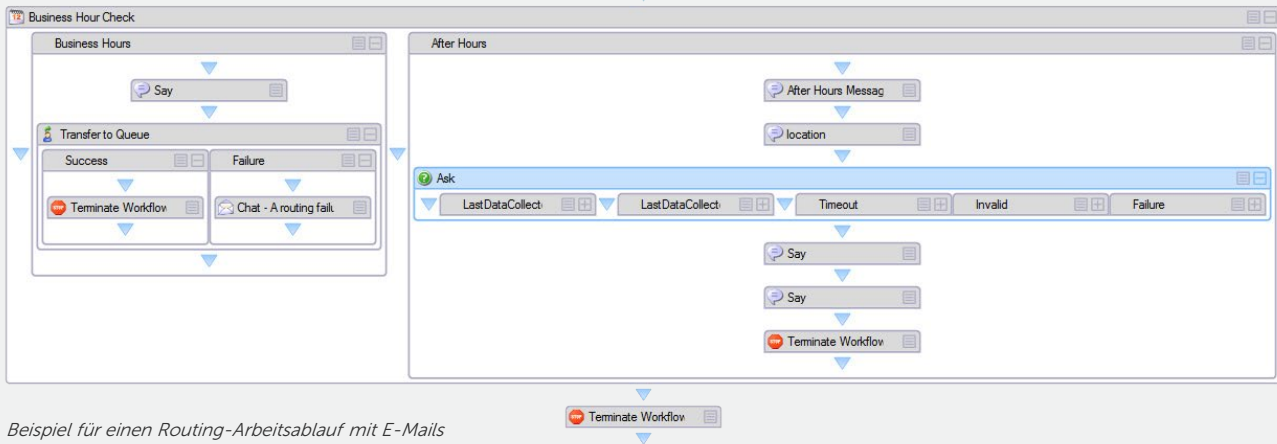 Business Hour Check
Business Hours
Say
Transfer to Queue
Success
Failure
Terminate Workflow
Chat - A routing failu
After Hours
After Hours Messag
location
Ask
LastDataCollect
LastDataCollect
Timeout
Invalid
Failure
Say
Say
Terminate Workflow
Terminate Workflow
Beispiel für einen Routing-Arbeitsablauf mit E-Mails